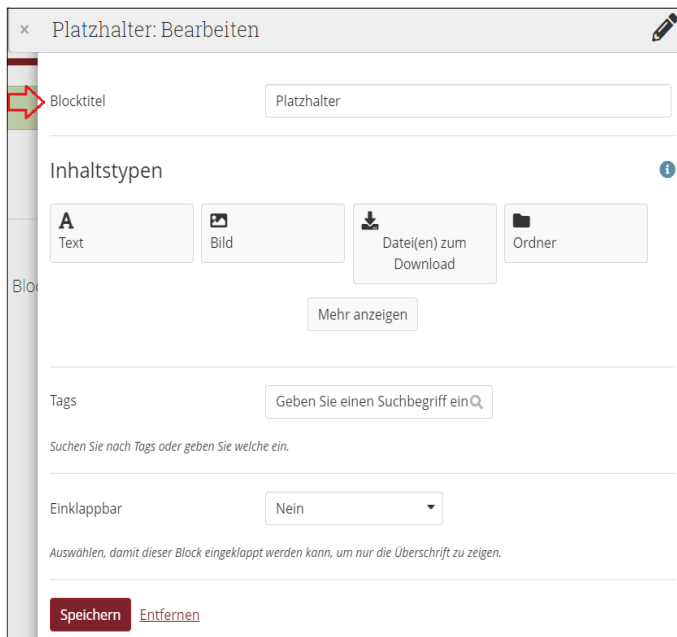 × Platzhalter: Bearbeiten
Blocktitel Platzhalter
Inhaltstypen
Text Bild Datei(en) zum Download Ordner
Mehr anzeigen
Tags Geben Sie einen Suchbegriff ein
Suchen Sie nach Tags oder geben Sie welche ein.
Einklappbar Nein
Auswählen, damit dieser Block eingeklappt werden kann, um nur die Überschrift zu zeigen.
Speichern Entfernen